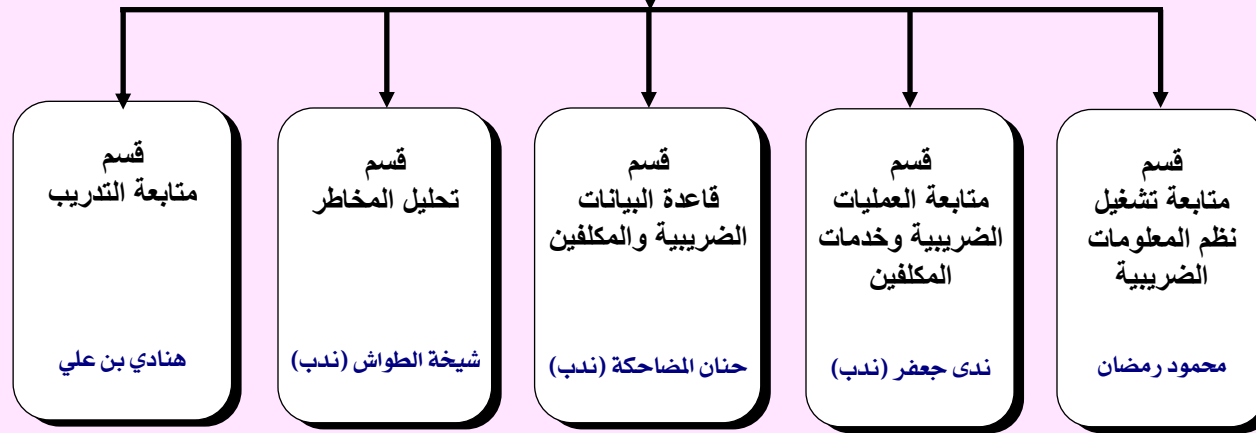 قسم
متابعة تشغيل
نظم المعلومات
الضريبية
محمود رمضان
قسم
متابعة العمليات
الضريبية وخدمات
المكلفين
ندى جعفر (ندب)
قسم
قاعدة البيانات
الضريبية والمكلفين
حنان المضاحكة (ندب)
قسم
تحليل المخاطر
شيخة الطواش (ندب)
قسم
متابعة التدريب
هنادي بن علي